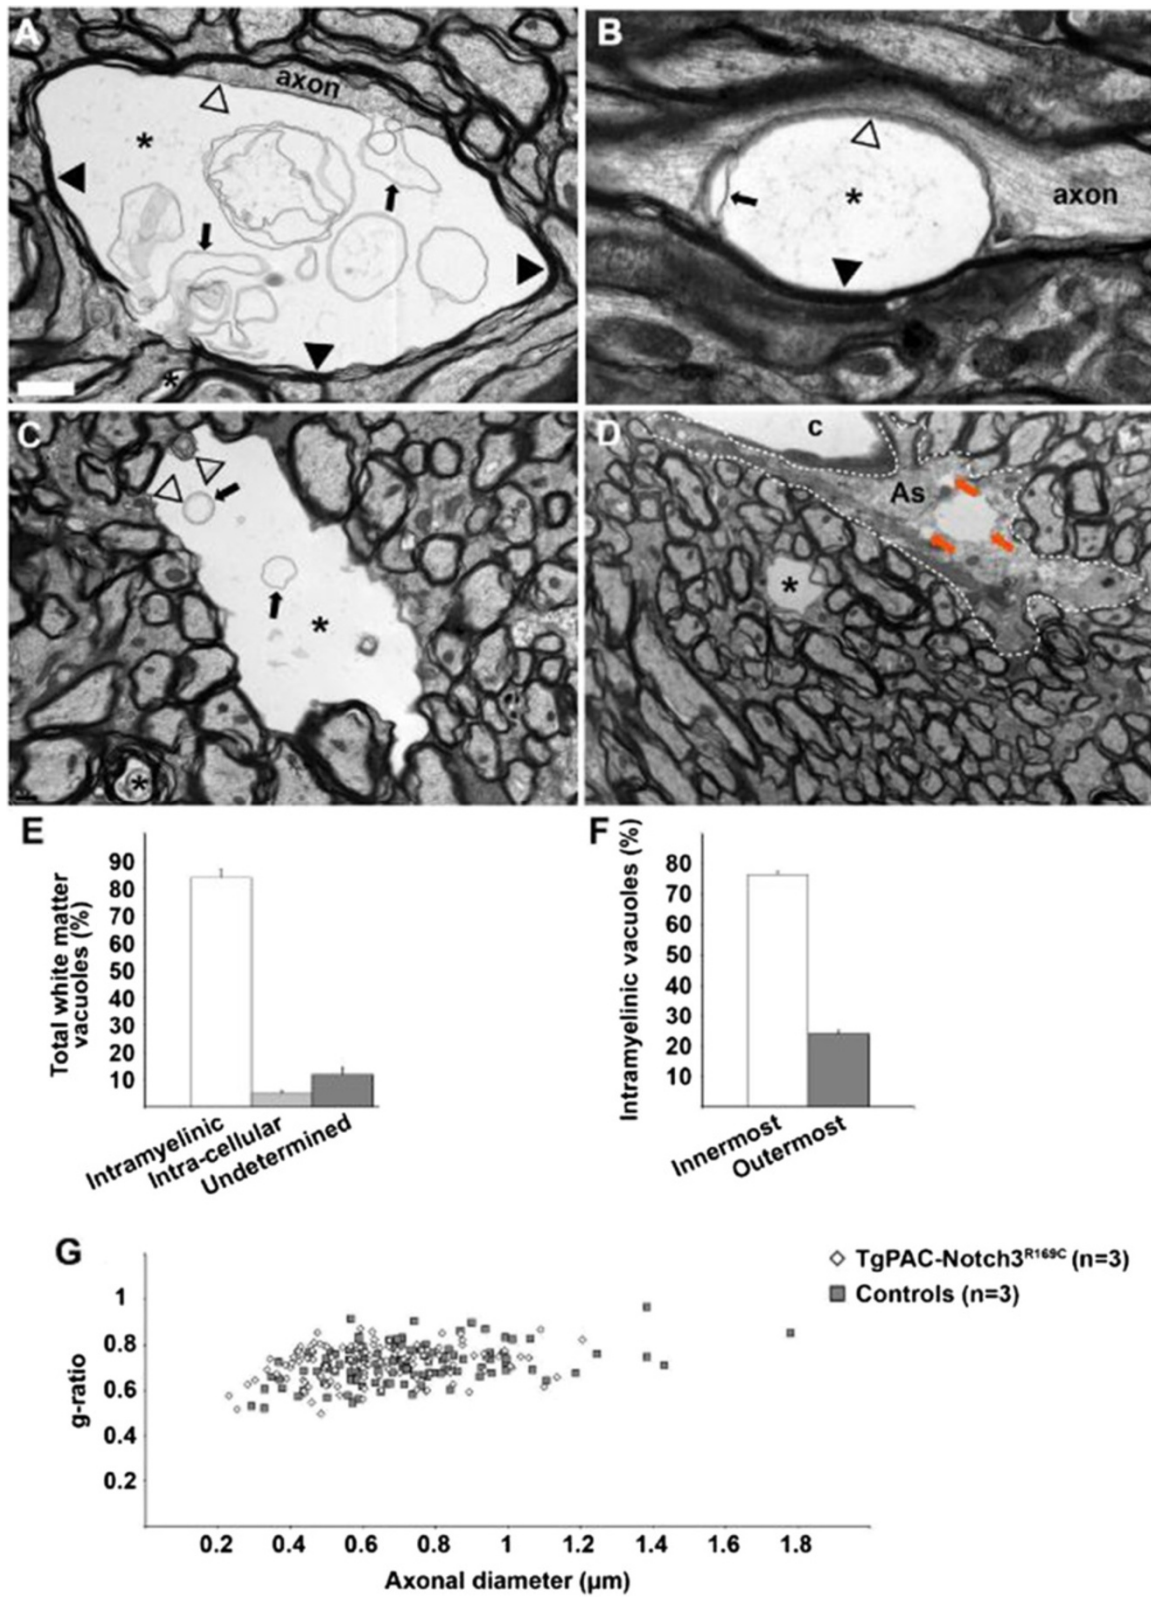 A
axon
*
*
B
axon
*
C
*
*
D
c
As
*
E
Total white matter
vacuoles (%)
90
80
70
60
50
40
30
20
10
Intramyelinic
Intra-cellular
Undetermined
F
Intramyelinic vacuoles (%)
80
70
60
50
40
30
20
10
Innermost
Outermost
G
TgPAC-Notch3R169C (n=3)
Controls (n=3)
g-ratio
1
0.8
0.6
0.4
0.2
0.2 0.4 0.6 0.8 1 1.2 1.4 1.6 1.8
Axonal diameter (µm)